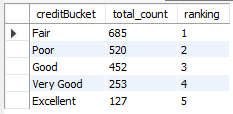 creditBucket total_count ranking
Fair 685 1
Poor 520 2
Good 452 3
Very Good 253 4
Excellent 127 5